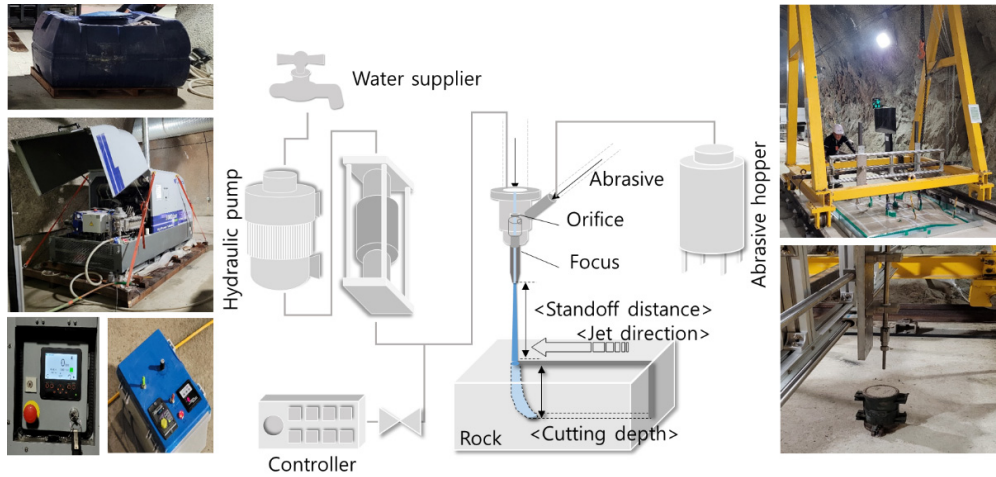 Water supplier
Hydraulic pump
Abrasive
Orifice
Focus
Abrasive hopper
<Standoff distance>
<Jet direction>
<Cutting depth>
Rock
Controller